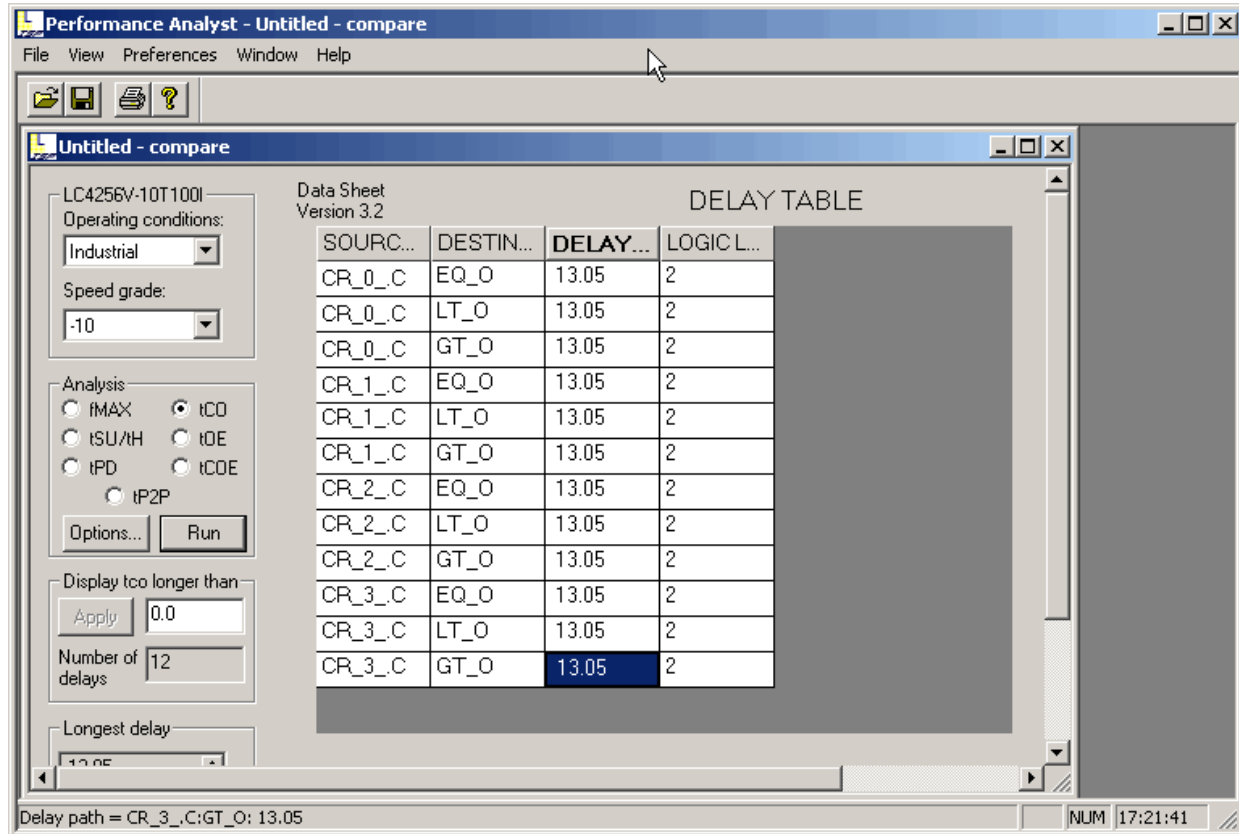 Performance Analyst - Untitled - compare
File View Preferences Window Help
Untitled - compare
LC4256V-10T100I
Operating conditions:
Industrial
Speed grade:
-10
Analysis
fMAX tCO
tSU/tH tOE
tPD tCOE
tP2P
Options... Run
Display tco longer than
Apply 0.0
Number of delays 12
Longest delay
13.05
Data Sheet
Version 3.2
DELAY TABLE
SOURC... DESTIN... DELAY... LOGIC L...
CR_0_.C EQ_O 13.05 2
CR_0_.C LT_O 13.05 2
CR_0_.C GT_O 13.05 2
CR_1_.C EQ_O 13.05 2
CR_1_.C LT_O 13.05 2
CR_1_.C GT_O 13.05 2
CR_2_.C EQ_O 13.05 2
CR_2_.C LT_O 13.05 2
CR_2_.C GT_O 13.05 2
CR_3_.C EQ_O 13.05 2
CR_3_.C LT_O 13.05 2
CR_3_.C GT_O 13.05 2
Delay path = CR_3_.C:GT_O: 13.05
NUM 17:21:41